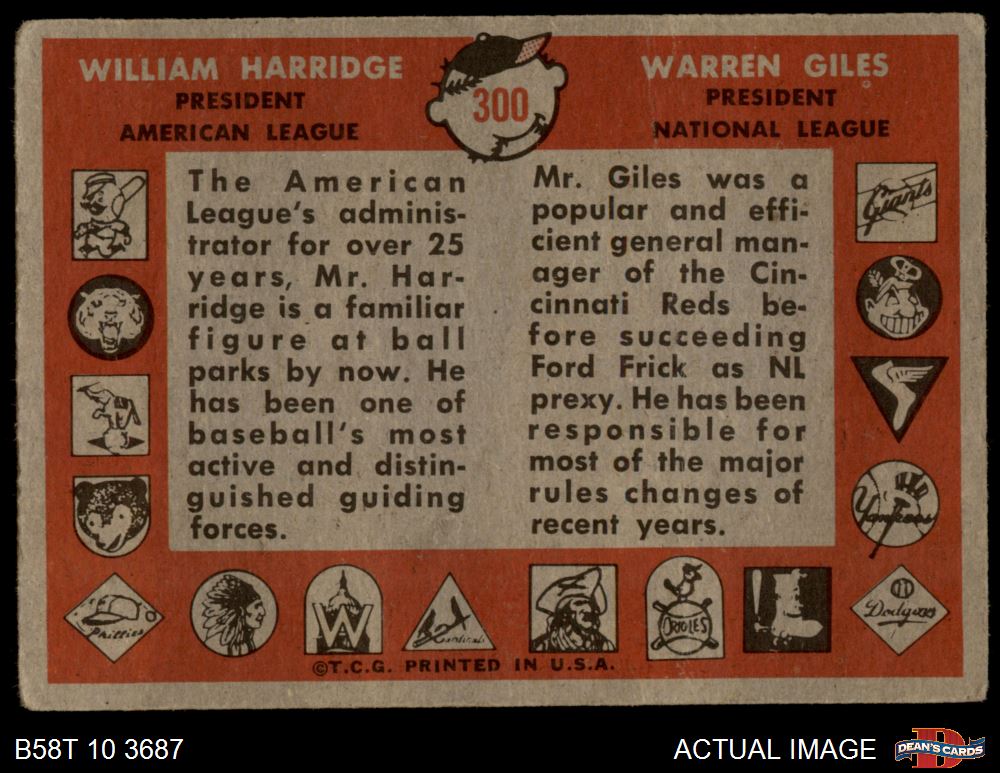 WILLIAM HARRIDGE
PRESIDENT
AMERICAN LEAGUE
300
WARREN GILES
PRESIDENT
NATIONAL LEAGUE
The American
League's adminis-
trator for over 25
years, Mr. Har-
ridge is a familiar
figure at ball
parks by now. He
has been one of
baseball's most
active and distin-
guished guiding
forces.
Mr. Giles was a
popular and effi-
cient general man-
ager of the Cin-
cinnati Reds be-
fore succeeding
Ford Frick as NL
prexy. He has been
responsible for
most of the major
rules changes of
recent years.
Giants
Yankees
Phillies
W
Cardinals
ORIOLES
Dodgers
©T.C.G. PRINTED IN U.S.A.
B58T 10 3687
ACTUAL IMAGE
D
DEAN'S CARDS